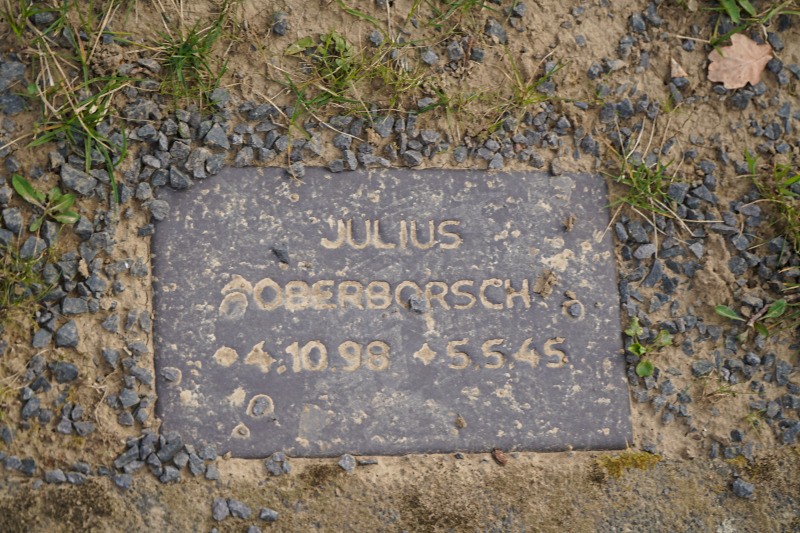 JULIUS
OBERBORSCH
* 4.10.98 + 5.5.45